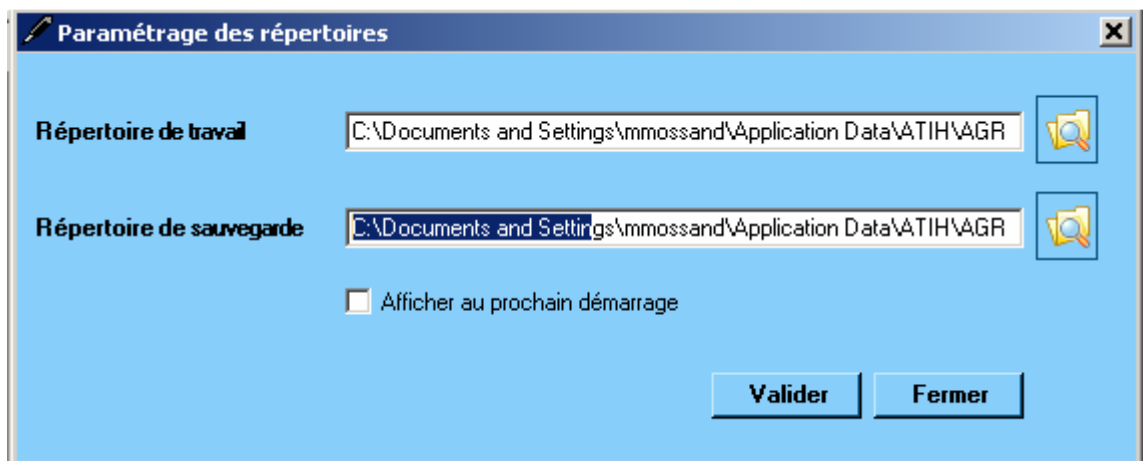 Paramétrage des répertoires
Répertoire de travail C:\Documents and Settings\mmossand\Application Data\ATIH\AGR
Répertoire de sauvegarde C:\Documents and Settings\mmossand\Application Data\ATIH\AGR
Afficher au prochain démarrage
Valider Fermer